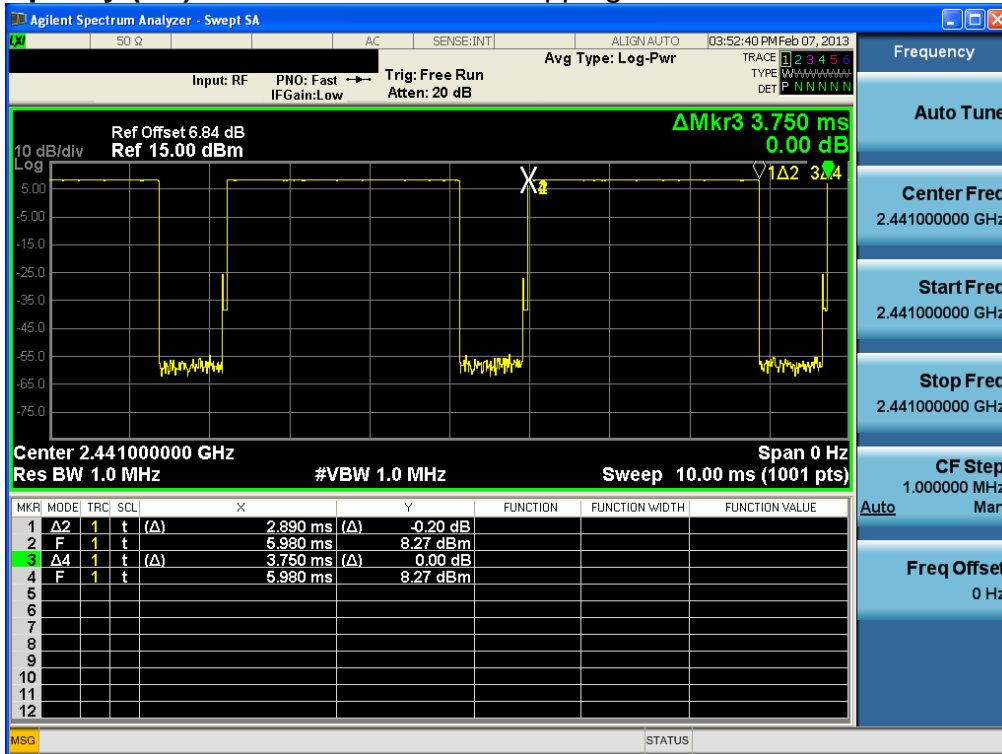 Agilent Spectrum Analyzer - Swept SA
LXI 50 Ω AC SENSE:INT ALIGN AUTO 03:52:40 PM Feb 07, 2013
Avg Type: Log-Pwr TRACE 1 2 3 4 5 6
Input: RF PNO: Fast Trig: Free Run TYPE
IFGain:Low Atten: 20 dB DET P N N N N N
ΔMkr3 3.750 ms
0.00 dB
Ref Offset 6.84 dB
10 dB/div Ref 15.00 dBm
Log
1Δ2 3Δ4
5.00
-5.00
-15.0
-25.0
-35.0
-45.0
-55.0
-65.0
-75.0
Center 2.441000000 GHz Span 0 Hz
Res BW 1.0 MHz #VBW 1.0 MHz Sweep 10.00 ms (1001 pts)
MKR MODE TRC SCL X Y FUNCTION FUNCTION WIDTH FUNCTION VALUE
1 Δ2 1 t (Δ) 2.890 ms (Δ) -0.20 dB
2 F 1 t 5.980 ms 8.27 dBm
3 Δ4 1 t (Δ) 3.750 ms (Δ) 0.00 dB
4 F 1 t 5.980 ms 8.27 dBm
5
6
7
8
9
10
11
12
MSG STATUS
Frequency
Auto Tune
Center Freq
2.441000000 GHz
Start Freq
2.441000000 GHz
Stop Freq
2.441000000 GHz
CF Step
1.000000 MHz
Auto Man
Freq Offset
0 Hz